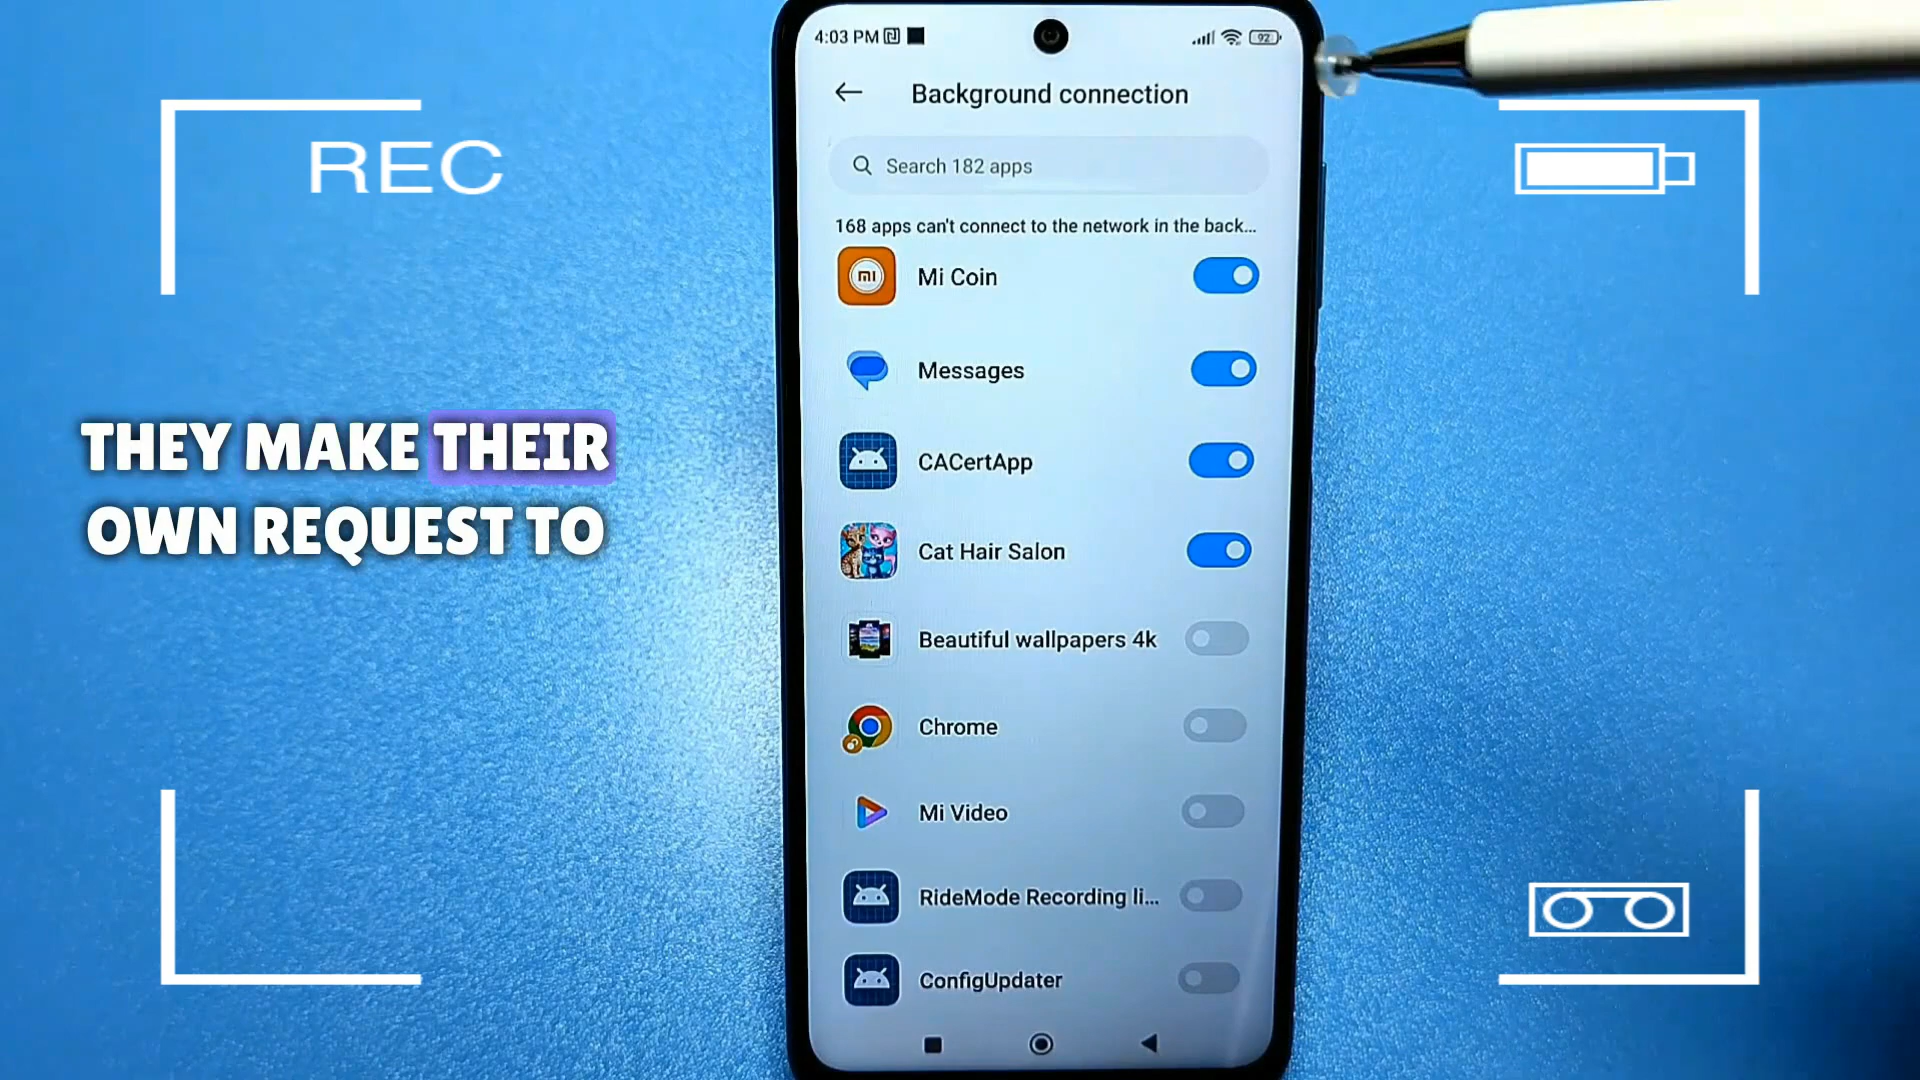 4:03 PM
92
Background connection
REC
Search 182 apps
168 apps can't connect to the network in the back...
mi
Mi Coin
Messages
THEY MAKE THEIR
OWN REQUEST TO
CACertApp
Cat Hair Salon
Beautiful wallpapers 4k
Chrome
Mi Video
RideMode Recording li...
ConfigUpdater